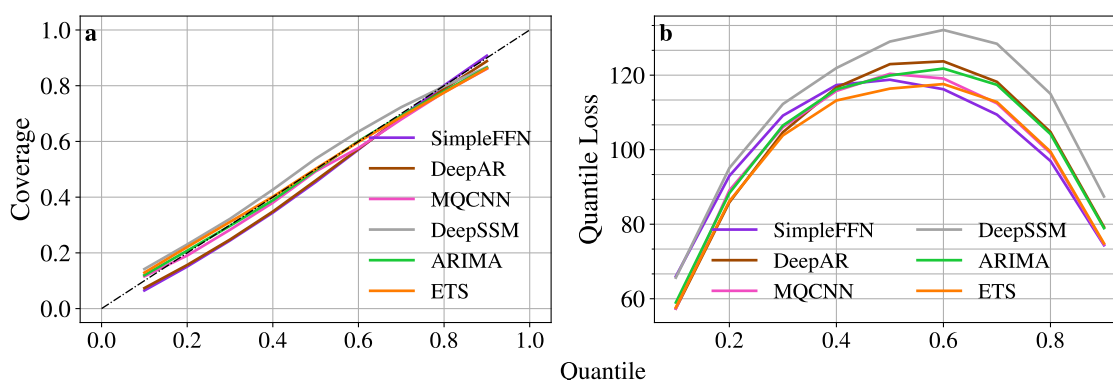 a
1.0
0.8
0.6
0.4
0.2
0.0
Coverage
SimpleFFN
DeepAR
MQCNN
DeepSSM
ARIMA
ETS
0.0 0.2 0.4 0.6 0.8 1.0
b
120
100
80
60
Quantile Loss
SimpleFFN DeepSSM
DeepAR ARIMA
MQCNN ETS
0.2 0.4 0.6 0.8
Quantile